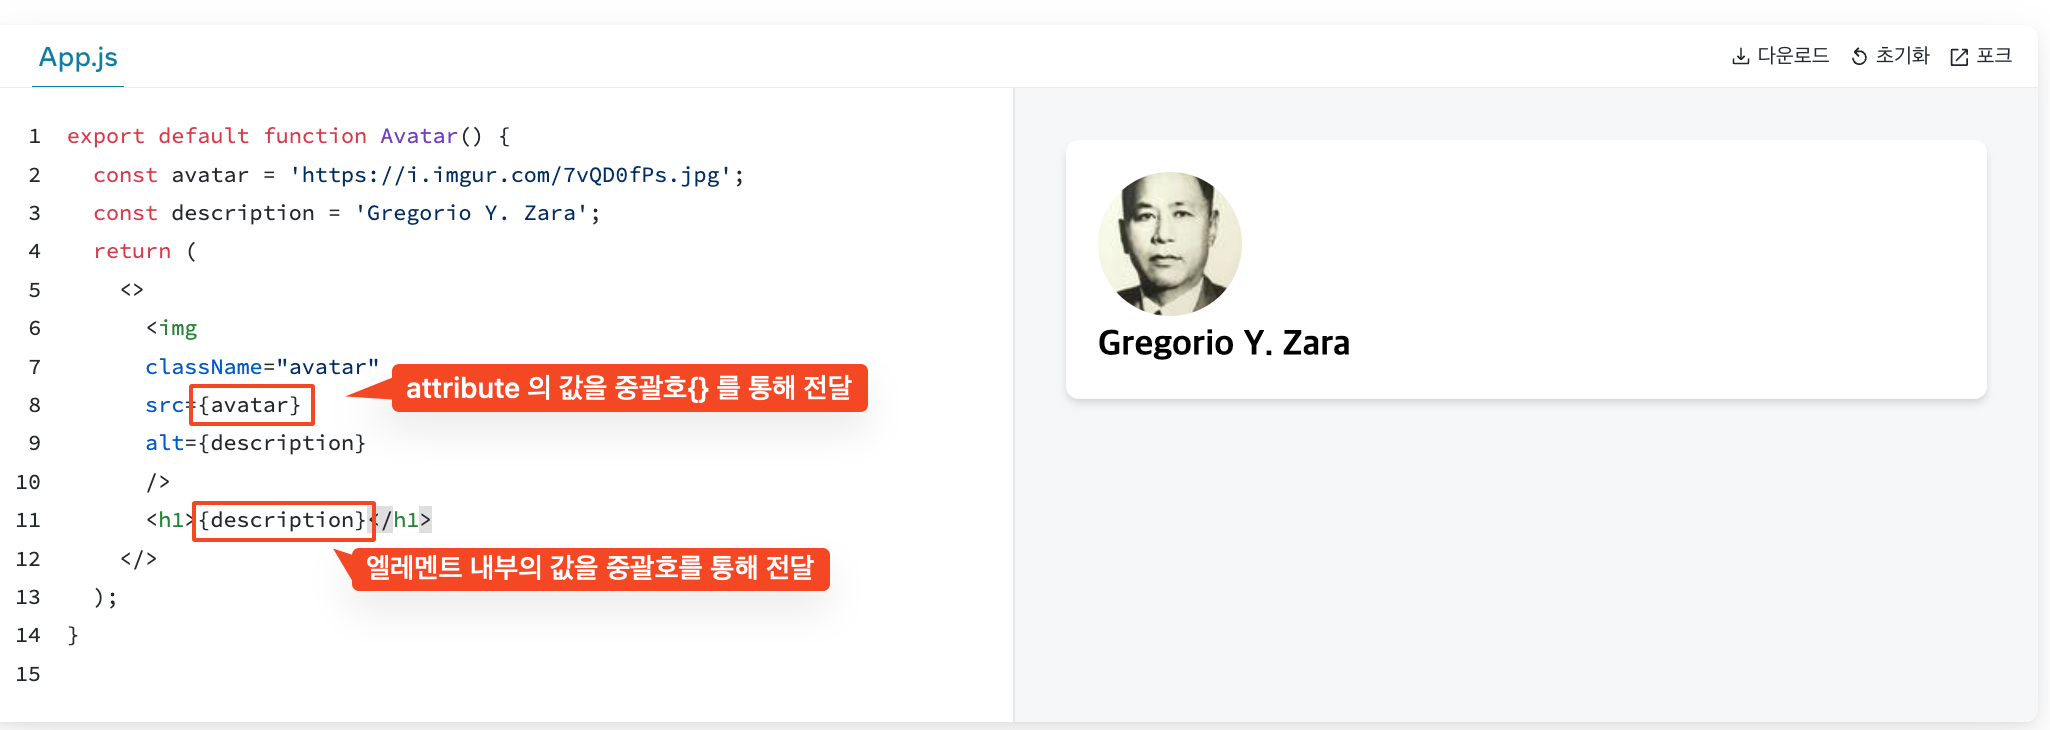 App.js
다운로드 초기화 포크
1 export default function Avatar() {
2 const avatar = 'https://i.imgur.com/7vQD0fPs.jpg';
3 const description = 'Gregorio Y. Zara';
4 return (
5 <>
6 <img
7 className="avatar"
attribute 의 값을 중괄호{} 를 통해 전달
8 src={avatar}
9 alt={description}
10 />
11 <h1>{description}</h1>
12 </>
엘레멘트 내부의 값을 중괄호를 통해 전달
13 );
14 }
15
Gregorio Y. Zara